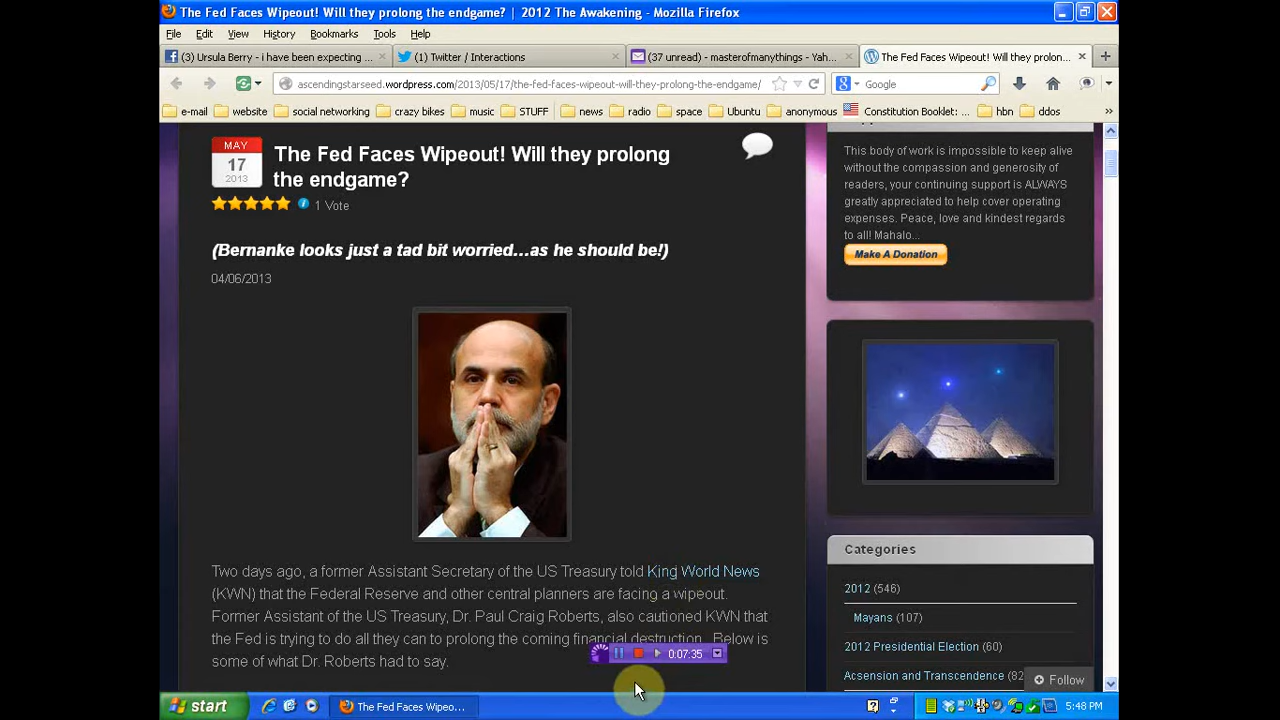 The Fed Faces Wipeout! Will they prolong the endgame? | 2012 The Awakening - Mozilla Firefox
File Edit View History Bookmarks Tools Help
(3) Ursula Berry - i have been expecting ...
(1) Twitter / Interactions
(37 unread) - masterofmanythings - Yah...
The Fed Faces Wipeout! Will they prolon...
ascendingstarseed.wordpress.com/2013/05/17/the-fed-faces-wipeout-will-they-prolong-the-endgame/
Google
e-mail website social networking crazy bikes music STUFF news radio space Ubuntu anonymous Constitution Booklet: ... hbn ddos
MAY
17
2013
The Fed Faces Wipeout! Will they prolong
the endgame?
1 Vote
(Bernanke looks just a tad bit worried…as he should be!)
04/06/2013
Two days ago, a former Assistant Secretary of the US Treasury told King World News
(KWN) that the Federal Reserve and other central planners are facing a wipeout.
Former Assistant of the US Treasury, Dr. Paul Craig Roberts, also cautioned KWN that
the Fed is trying to do all they can to prolong the coming financial destruction. Below is
some of what Dr. Roberts had to say.
0:07:35
This body of work is impossible to keep alive
without the compassion and generosity of
readers, your continuing support is ALWAYS
greatly appreciated to help cover operating
expenses. Peace, love and kindest regards
to all! Mahalo...
Make A Donation
Categories
2012 (546)
Mayans (107)
2012 Presidential Election (60)
Acsension and Transcendence (82
Follow
start
The Fed Faces Wipeo...
5:48 PM